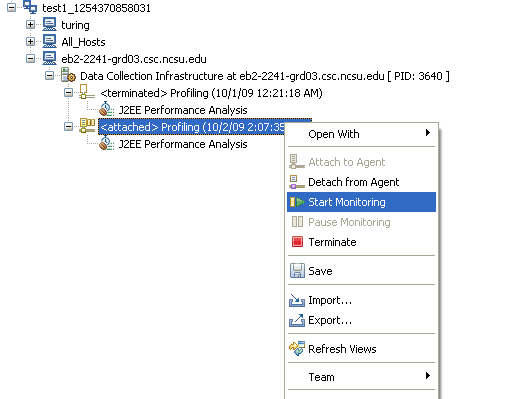 test1_1254370858031
turing
All_Hosts
eb2-2241-grd03.csc.ncsu.edu
Data Collection Infrastructure at eb2-2241-grd03.csc.ncsu.edu [ PID: 3640 ]
<terminated> Profiling (10/1/09 12:21:18 AM)
J2EE Performance Analysis
<attached> Profiling (10/2/09 2:07:35
J2EE Performance Analysis
Open With
Attach to Agent
Detach from Agent
Start Monitoring
Pause Monitoring
Terminate
Save
Import...
Export...
Refresh Views
Team